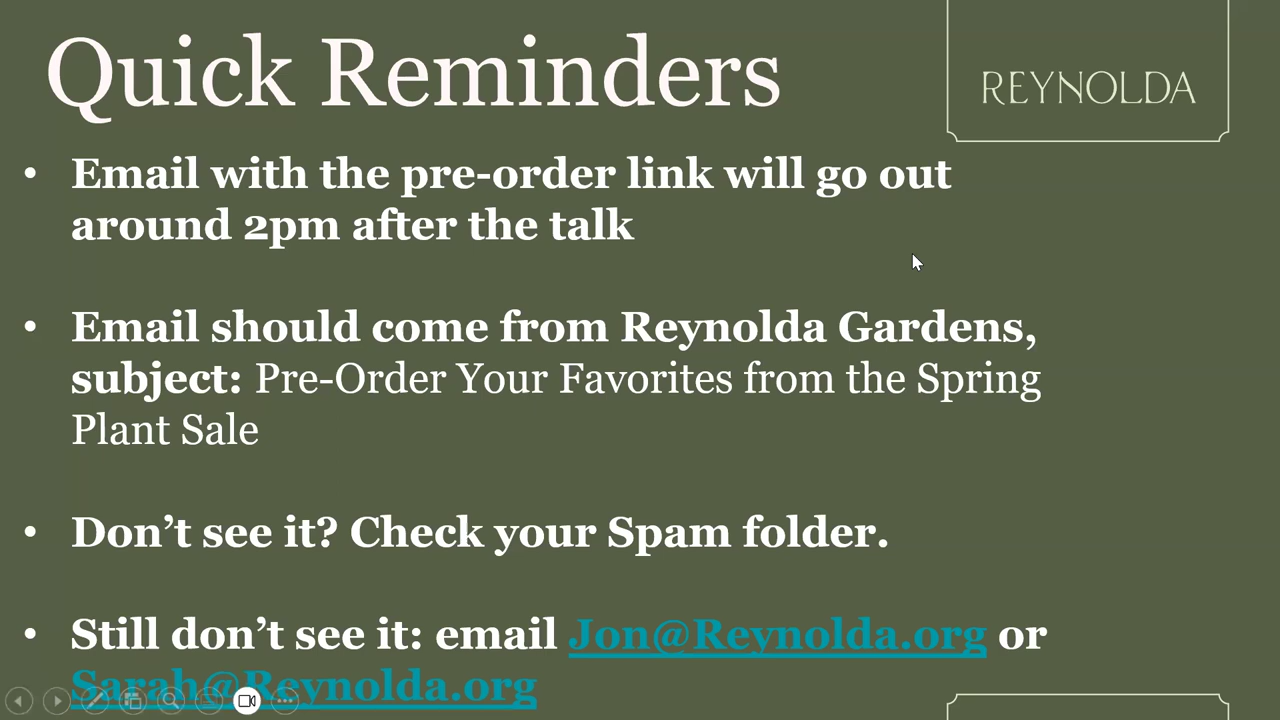 Quick Reminders
REYNOLDA
• Email with the pre-order link will go out
around 2pm after the talk
• Email should come from Reynolda Gardens,
subject: Pre-Order Your Favorites from the Spring
Plant Sale
• Don’t see it? Check your Spam folder.
• Still don’t see it: email Jon@Reynolda.org or
Sarah@Reynolda.org